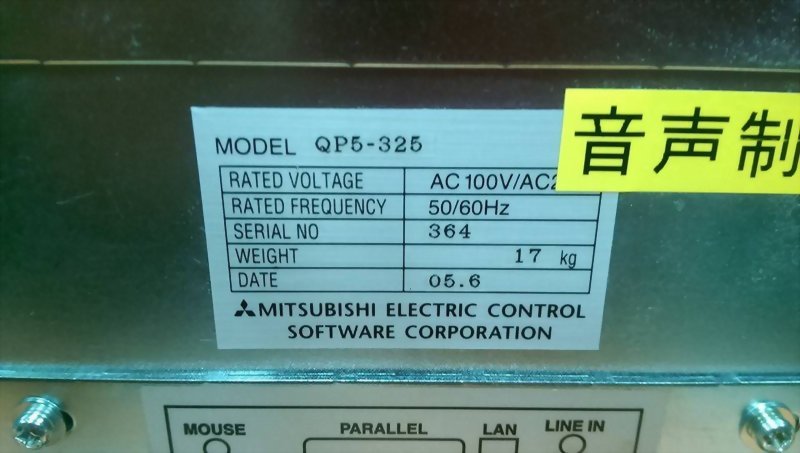 音声制
MODEL QP5-325
RATED VOLTAGE AC 100V/AC2
RATED FREQUENCY 50/60Hz
SERIAL NO 364
WEIGHT 17 kg
DATE 05.6
MITSUBISHI ELECTRIC CONTROL
SOFTWARE CORPORATION
MOUSE PARALLEL LAN LINE IN